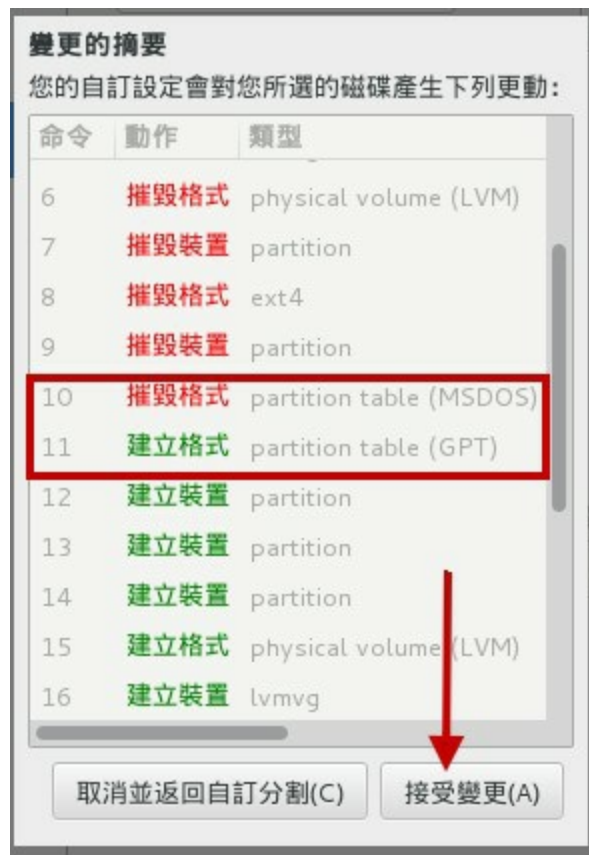 變更的摘要
您的自訂設定會對您所選的磁碟產生下列更動：
命令 動作 類型
6 摧毀格式 physical volume (LVM)
7 摧毀裝置 partition
8 摧毀格式 ext4
9 摧毀裝置 partition
10 摧毀格式 partition table (MSDOS)
11 建立格式 partition table (GPT)
12 建立裝置 partition
13 建立裝置 partition
14 建立裝置 partition
15 建立格式 physical volume (LVM)
16 建立裝置 lvmvg
取消並返回自訂分割(C) 接受變更(A)